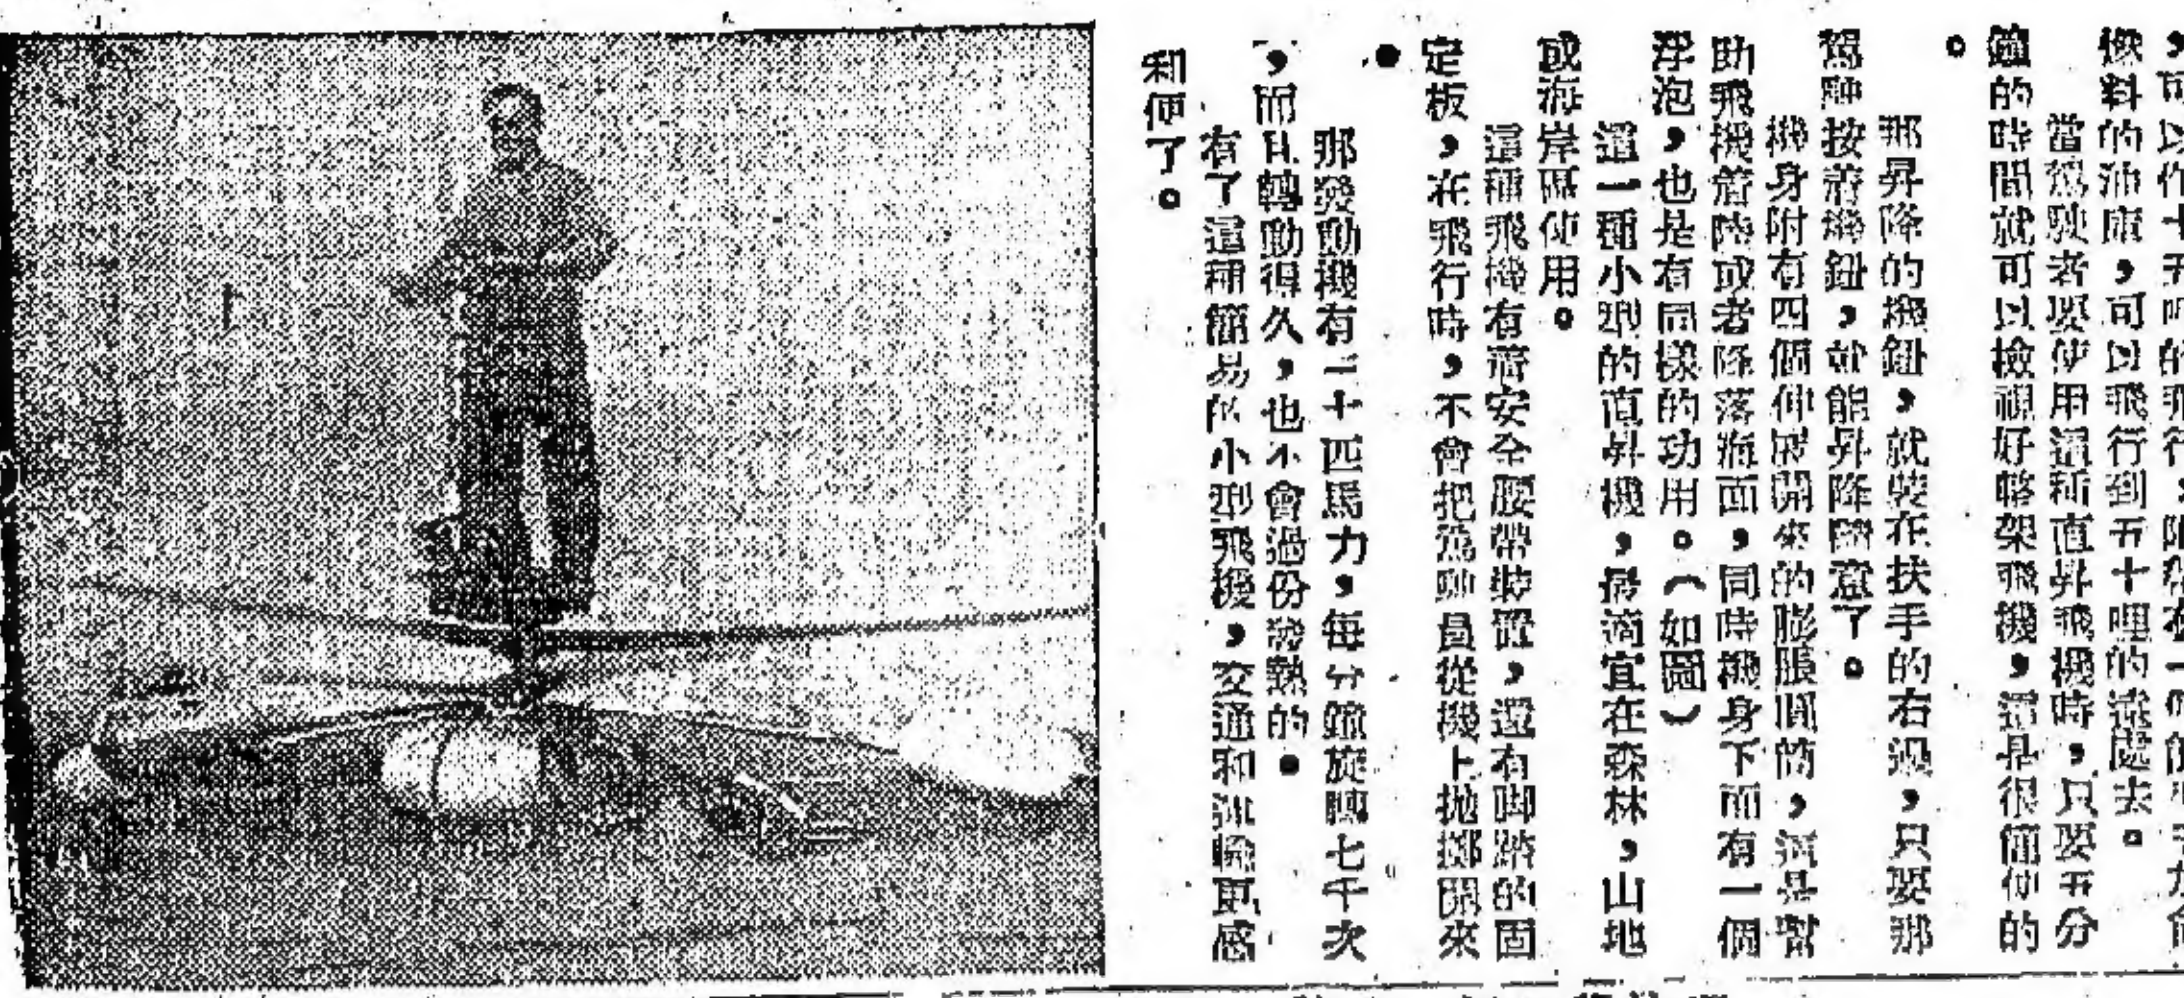 ，可以作十五哩的飛行，
燃料的油庫，可以飛行到五十哩的遠處去。
當駕駛者要使用這種直昇飛機時，只要五分
鐘的時間就可以檢視好整架飛機，這是很簡便的
。
那昇降的機鈕，就裝在扶手的右邊，只要那
駕駛按着機鈕，就能昇降隨意了。
機身附有四個伸展開來的膨脹圓筒，這是幫
助飛機着陸或者降落海面，同時機身下面有一個
浮泡，也是有同樣的功用。（如圖）
這一種小型的直昇機，最適宜在森林，山地
或海岸區使用。
這種飛機有着安全腰帶裝置，還有脚踏的固
定板，在飛行時，不會把駕駛員從機上拋擲開來
。
那發動機有二十匹馬力，每分鐘旋轉七千次
，而且轉動得久，也不會過份發熱的。
有了這種簡易的小型飛機，交通和運輸更感
利便了。